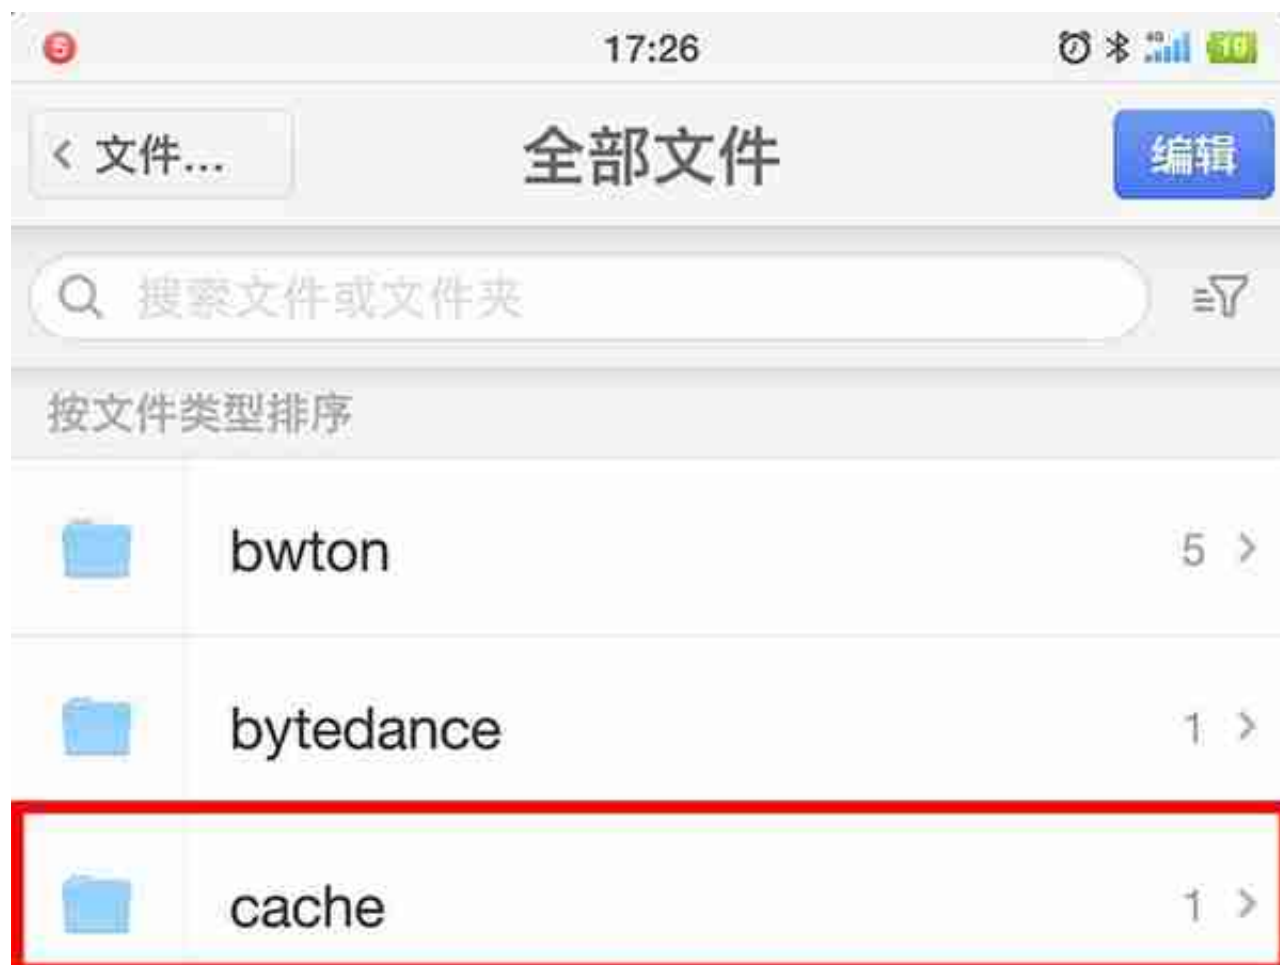 17:26
文件...
全部文件
编辑
搜索文件或文件夹
按文件类型排序
bwton 5
bytedance 1
cache 1